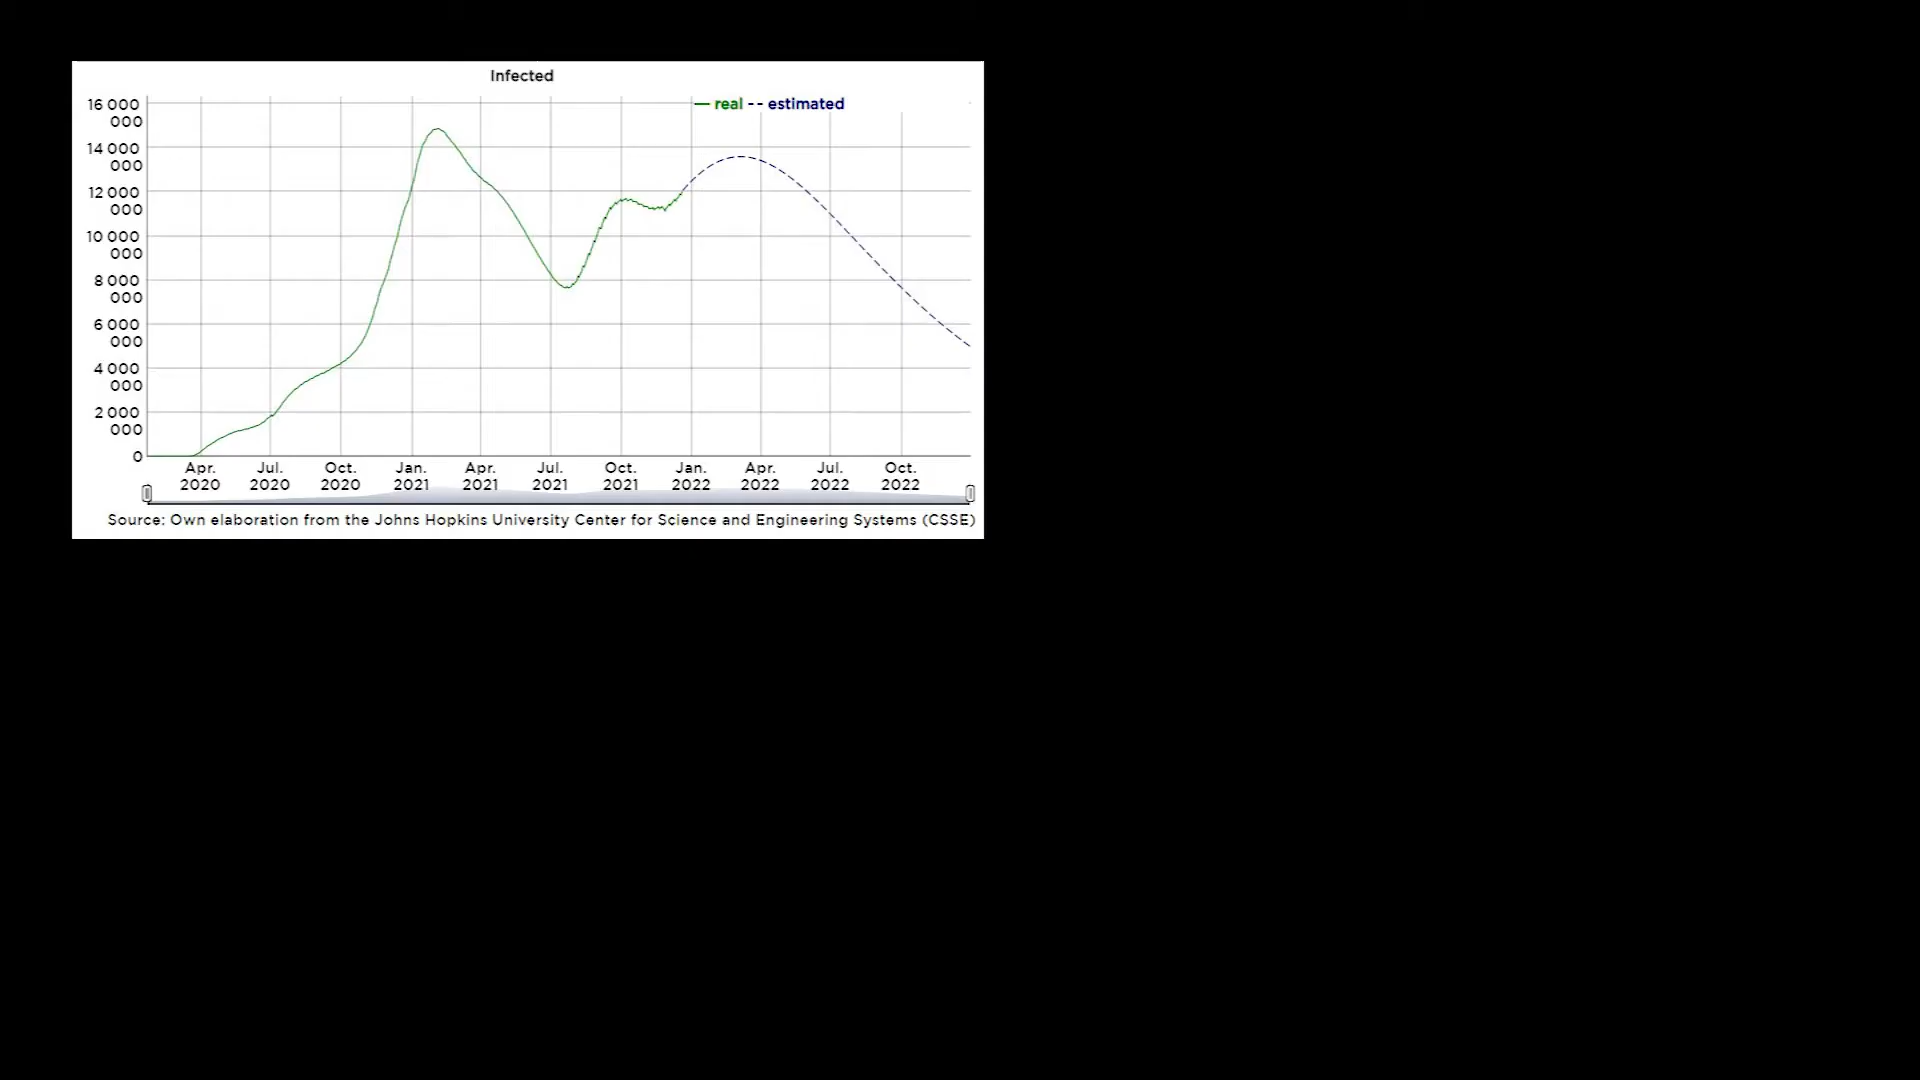 Infected
real
estimated
16 000
000
14 000
000
12 000
000
10 000
000
8 000
000
6 000
000
4 000
000
2 000
000
0
Apr. Jul. Oct. Jan. Apr. Jul. Oct. Jan. Apr. Jul. Oct.
2020 2020 2020 2021 2021 2021 2021 2022 2022 2022 2022
Source: Own elaboration from the Johns Hopkins University Center for Science and Engineering Systems (CSSE)